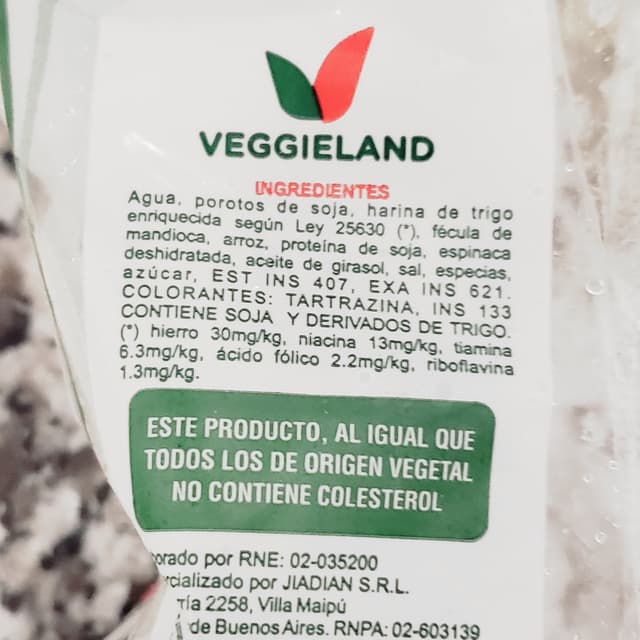 VEGGIELAND
INGREDIENTES
Agua, porotos de soja, harina de trigo
enriquecida según Ley 25630 (*), fécula de
mandioca, arroz, proteína de soja, espinaca
deshidratada, aceite de girasol, sal, especias,
azúcar, EST INS 407, EXA INS 621.
COLORANTES: TARTRAZINA, INS 133
CONTIENE SOJA Y DERIVADOS DE TRIGO.
(*) hierro 30mg/kg, niacina 13mg/kg, tiamina
6.3mg/kg, ácido fólico 2.2mg/kg, riboflavina
1.3mg/kg.
ESTE PRODUCTO, AL IGUAL QUE
TODOS LOS DE ORIGEN VEGETAL
NO CONTIENE COLESTEROL
por RNE: 02-035200
por JIADIAN S.R.L.
2258, Villa Maipú
de Buenos Aires. RNPA: 02-603139